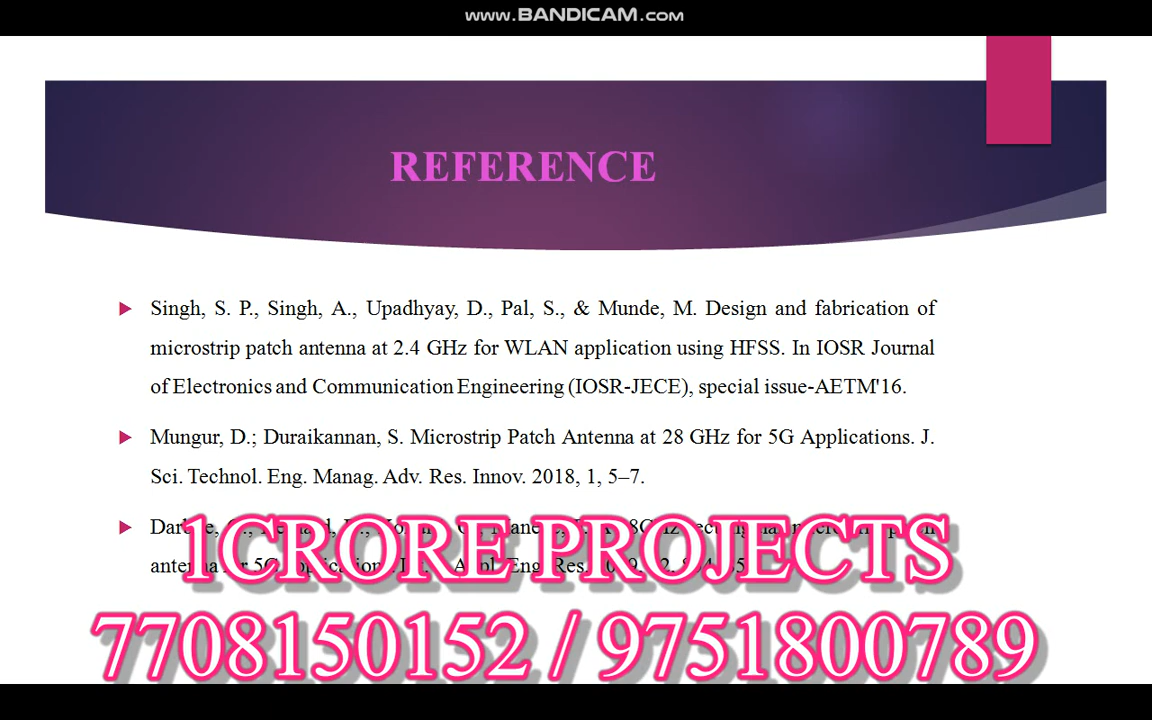 www.BANDICAM.com
REFERENCE
Singh, S. P., Singh, A., Upadhyay, D., Pal, S., & Munde, M. Design and fabrication of
microstrip patch antenna at 2.4 GHz for WLAN application using HFSS. In IOSR Journal
of Electronics and Communication Engineering (IOSR-JECE), special issue-AETM'16.
Mungur, D.; Duraikannan, S. Microstrip Patch Antenna at 28 GHz for 5G Applications. J.
Sci. Technol. Eng. Manag. Adv. Res. Innov. 2018, 1, 5–7.
1CRORE PROJECTS
7708150152 / 9751800789